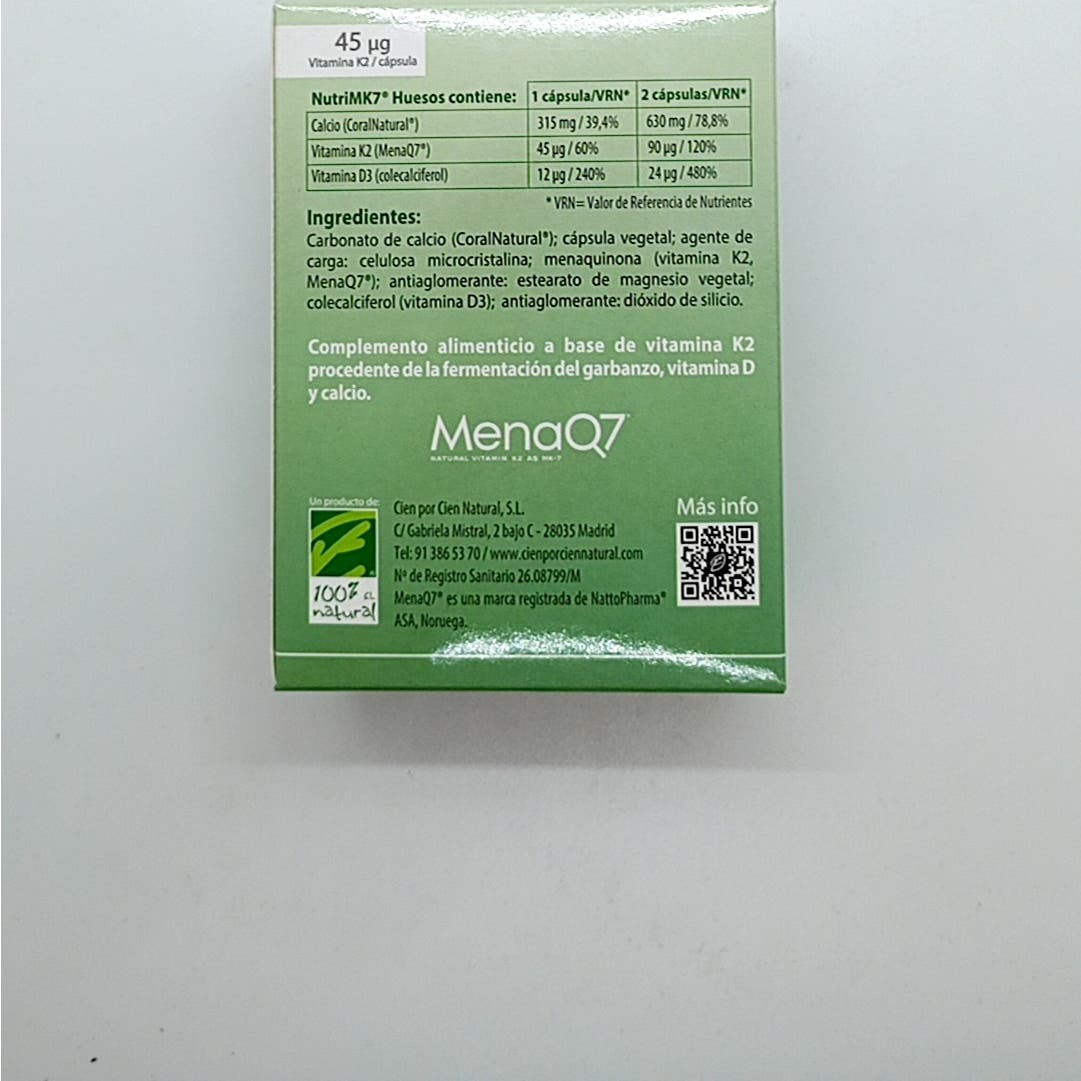 45 µg
Vitamina K2 / cápsula
NutriMK7® Huesos contiene: 1 cápsula/VRN* 2 cápsulas/VRN*
Calcio (CoralNatural®) 315 mg / 39,4% 630 mg / 78,8%
Vitamina K2 (MenaQ7®) 45 µg / 60% 90 µg / 120%
Vitamina D3 (colecalciferol) 12 µg / 240% 24 µg / 480%
* VRN= Valor de Referencia de Nutrientes
Ingredientes:
Carbonato de calcio (CoralNatural®); cápsula vegetal; agente de
carga: celulosa microcristalina; menaquinona (vitamina K2,
MenaQ7®); antiaglomerante: estearato de magnesio vegetal;
colecalciferol (vitamina D3); antiaglomerante: dióxido de silicio.
Complemento alimenticio a base de vitamina K2
procedente de la fermentación del garbanzo, vitamina D
y calcio.
MenaQ7
NATURAL VITAMIN K2 AS MK-7
Un producto de:
100% S.L.
natural
Cien por Cien Natural, S.L.
C/ Gabriela Mistral, 2 bajo C - 28035 Madrid
Tel: 91 386 53 70 / www.cienporciennatural.com
Nº de Registro Sanitario 26.08799/M
MenaQ7® es una marca registrada de NattoPharma®
ASA, Noruega.
Más info